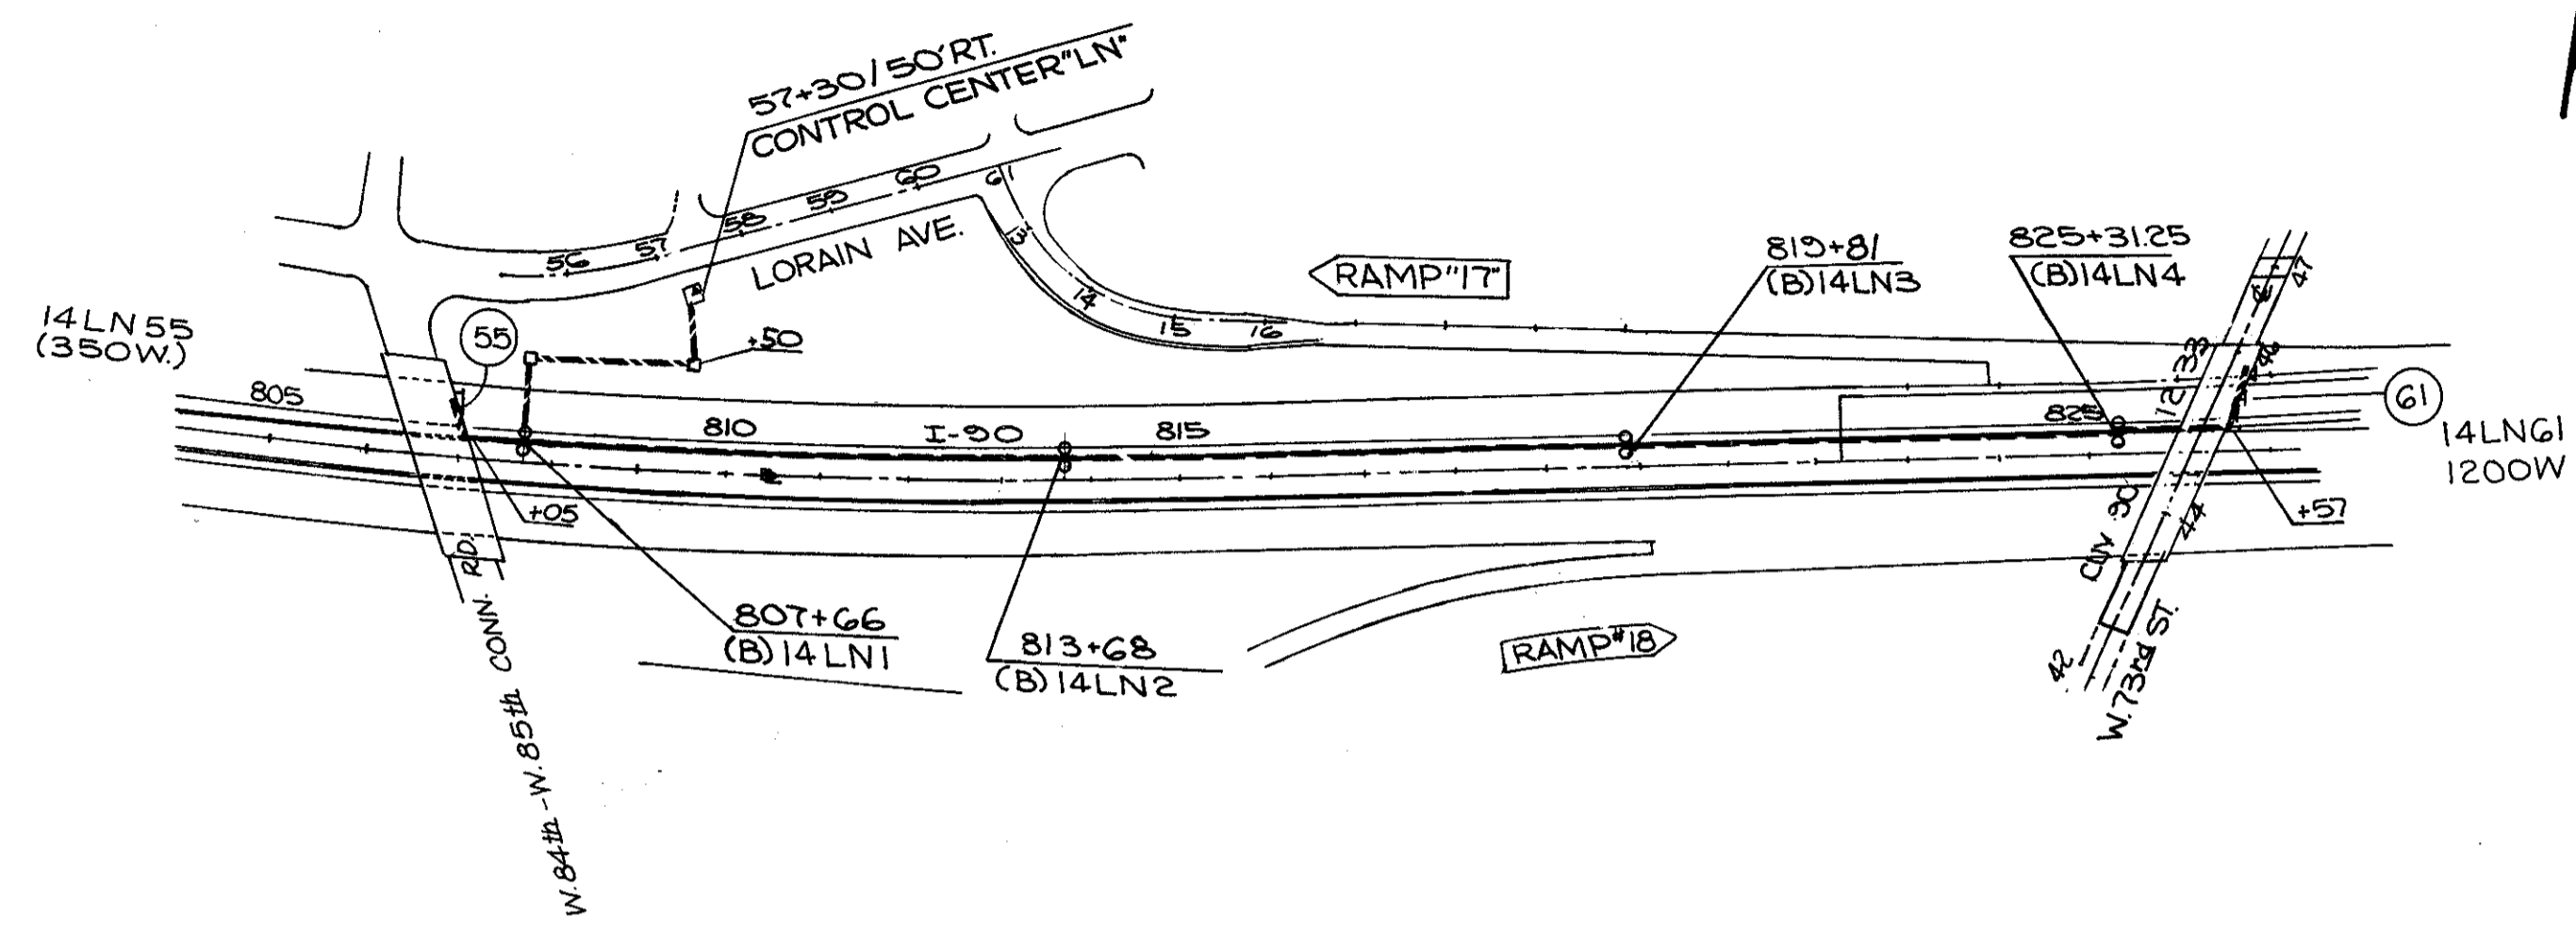 57+30/50'RT.
CONTROL CENTER"LN"
56
57
58
59
60
61
LORAIN AVE.
13
14
15
16
RAMP"17"
819+81
(B)14LN3
825+31.25
(B)14LN4
47
46
14LN55
(350W.)
55
+50
12-33
61
14LN61
1200W
805
810
I-90
815
825
+05
+57
CUY 90
44
807+66
(B)14LN1
813+68
(B)14LN2
RAMP#18
42
W.73rd ST.
W.84th-W.85th CONN. RD.